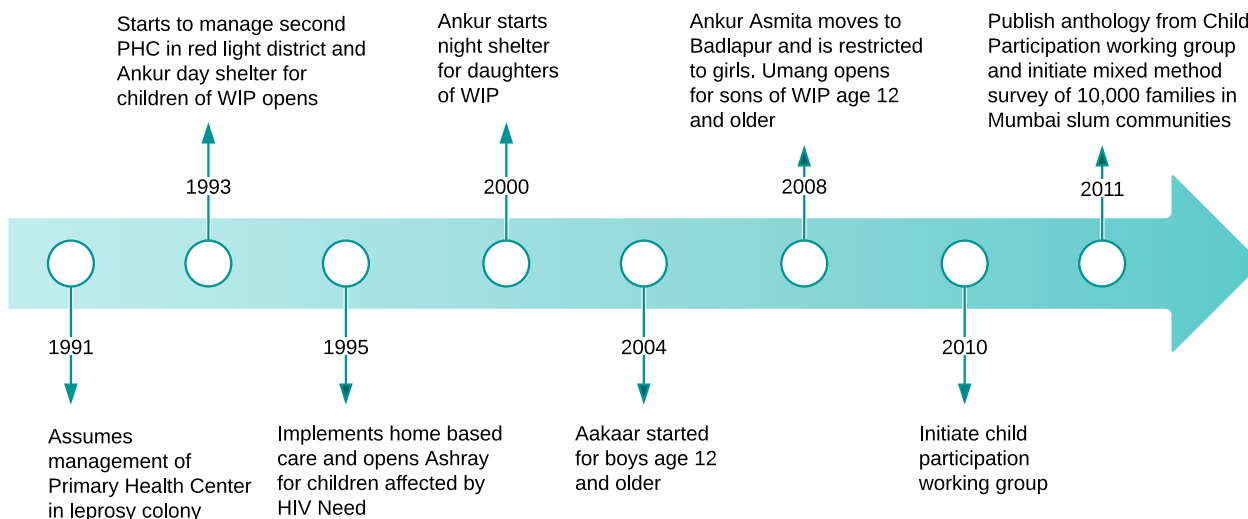 Starts to manage second
PHC in red light district and
Ankur day shelter for
children of WIP opens
Ankur starts
night shelter
for daughters
of WIP
Ankur Asmita moves to
Badlapur and is restricted
to girls. Umang opens
for sons of WIP age 12
and older
Publish anthology from Child
Participation working group
and initiate mixed method
survey of 10,000 families in
Mumbai slum communities
1993
2000
2008
2011
1991
1995
2004
2010
Assumes
management of
Primary Health Center
in leprosy colony
Implements home based
care and opens Ashray
for children affected by
HIV Need
Aakaar started
for boys age 12
and older
Initiate child
participation
working group